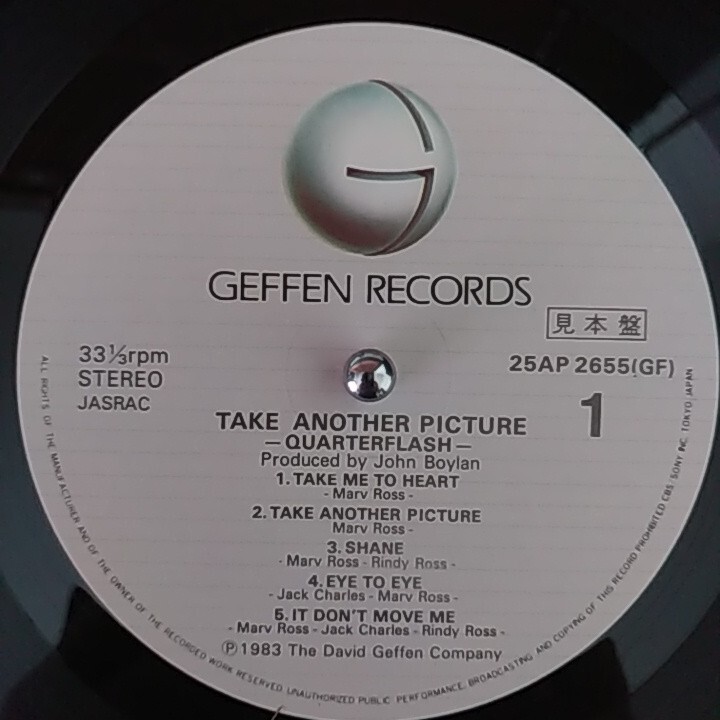 GEFFEN RECORDS
見本盤
33⅓rpm
STEREO
JASRAC
25AP 2655(GF)
1
TAKE ANOTHER PICTURE
—QUARTERFLASH—
Produced by John Boylan
1. TAKE ME TO HEART
- Marv Ross -
2. TAKE ANOTHER PICTURE
Marv Ross -
3. SHANE
- Marv Ross - Rindy Ross -
4. EYE TO EYE
- Jack Charles - Marv Ross -
5. IT DON'T MOVE ME
- Marv Ross - Jack Charles - Rindy Ross -
Ⓟ1983 The David Geffen Company
ALL RIGHTS OF THE MANUFACTURER AND OF THE OWNER OF THE RECORDED WORK RESERVED. UNAUTHORIZED PUBLIC PERFORMANCE, BROADCASTING AND COPYING OF THIS RECORD PROHIBITED CBS/SONY INC. TOKYO JAPAN